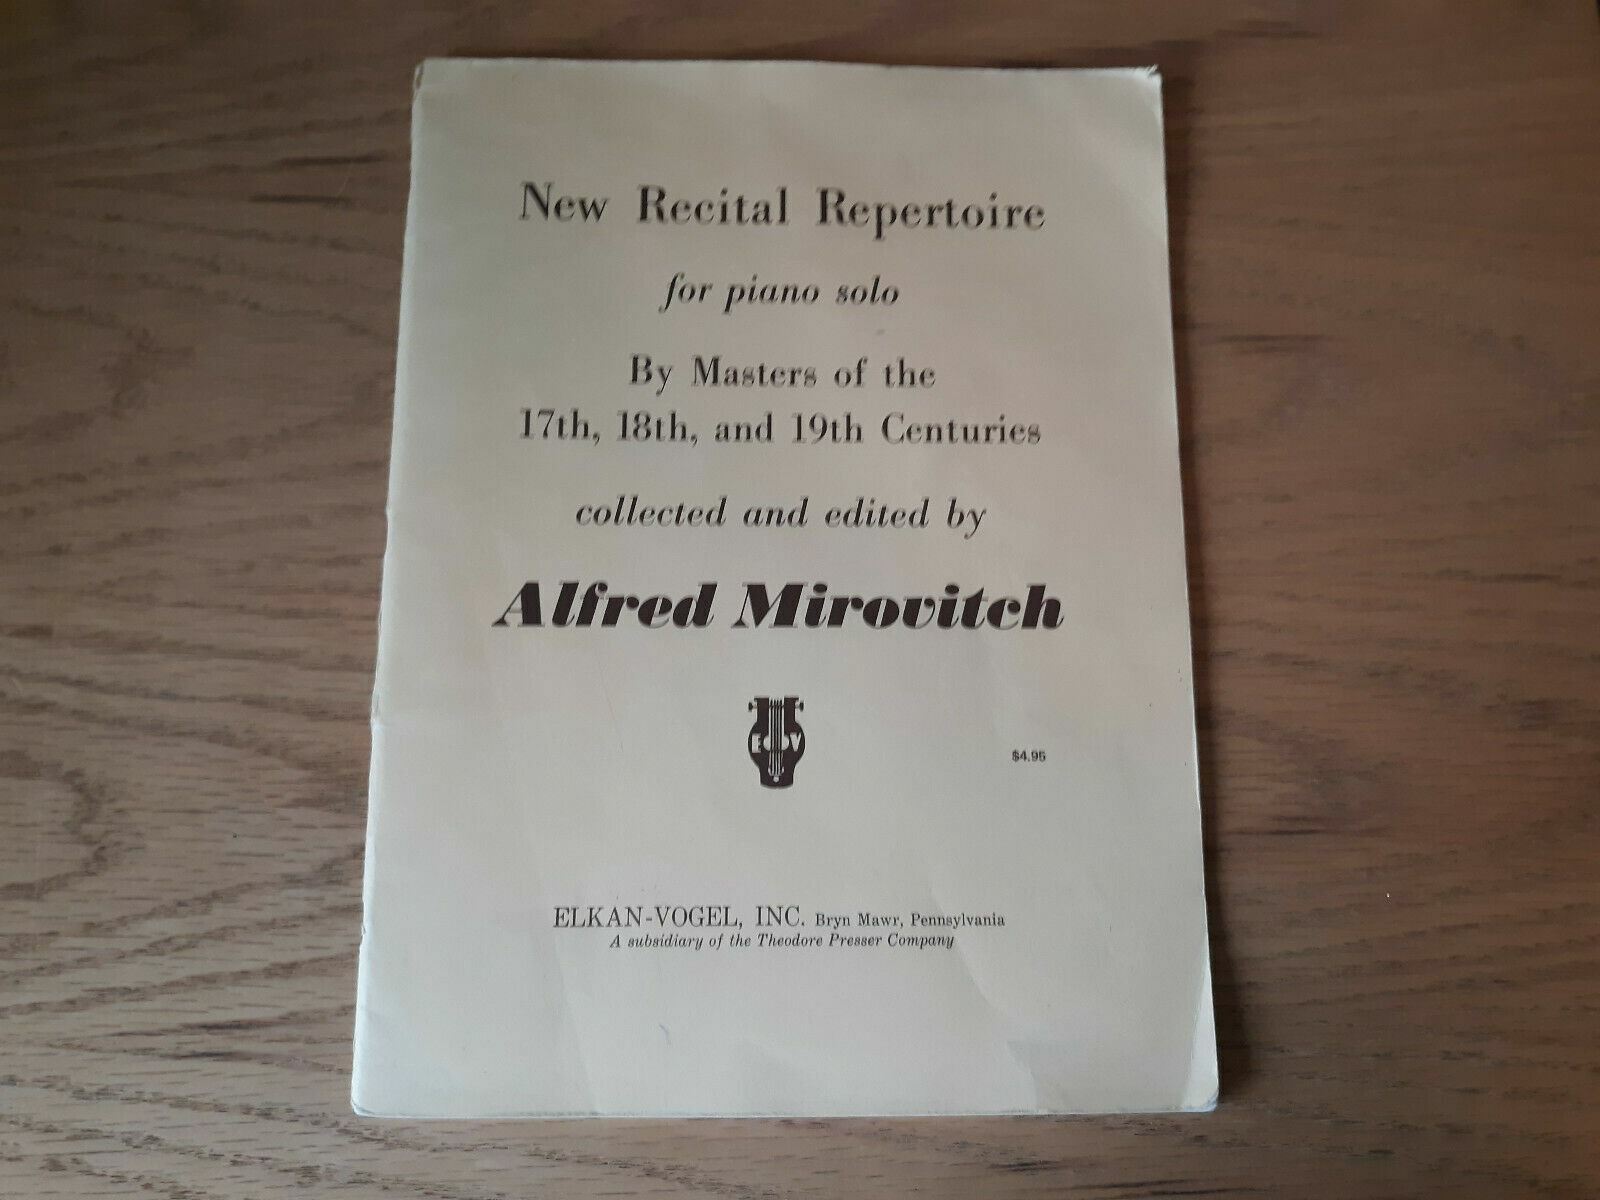 New Recital Repertoire
for piano solo
By Masters of the
17th, 18th, and 19th Centuries
collected and edited by
Alfred Mirovitch
E V
$4.95
ELKAN-VOGEL, INC. Bryn Mawr, Pennsylvania
A subsidiary of the Theodore Presser Company